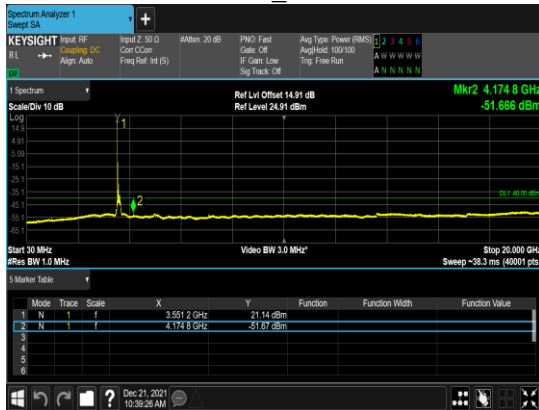 Spectrum Analyzer 1
Swept SA
+
KEYSIGHT Input: RF Input Z: 50 Ω #Atten: 20 dB PNO: Fast Avg Type: Power (RMS) 1 2 3 4 5 6
RL Coupling: DC Corr CCorr Gate: Off Avg|Hold: 100/100 A W W W W W
Align: Auto Freq Ref: Int (S) IF Gain: Low Trig: Free Run A N N N N N
Sig Track: Off
1 Spectrum Ref Lvl Offset 14.91 dB Mkr2 4.174 8 GHz
Scale/Div 10 dB Ref Level 24.91 dBm -51.666 dBm
Log
14.9
4.91
-5.09
-15.1
-25.1
-35.1
-45.1
-55.1
-65.1
1
2
DL1 -40.00 dBm
Start 30 MHz Video BW 3.0 MHz* Stop 20.000 GHz
#Res BW 1.0 MHz Sweep ~38.3 ms (40001 pts)
5 Marker Table
Mode Trace Scale X Y Function Function Width Function Value
1 N 1 f 3.551 2 GHz 21.14 dBm
2 N 1 f 4.174 8 GHz -51.67 dBm
3
4
5
6
? Dec 21, 2021
10:39:26 AM